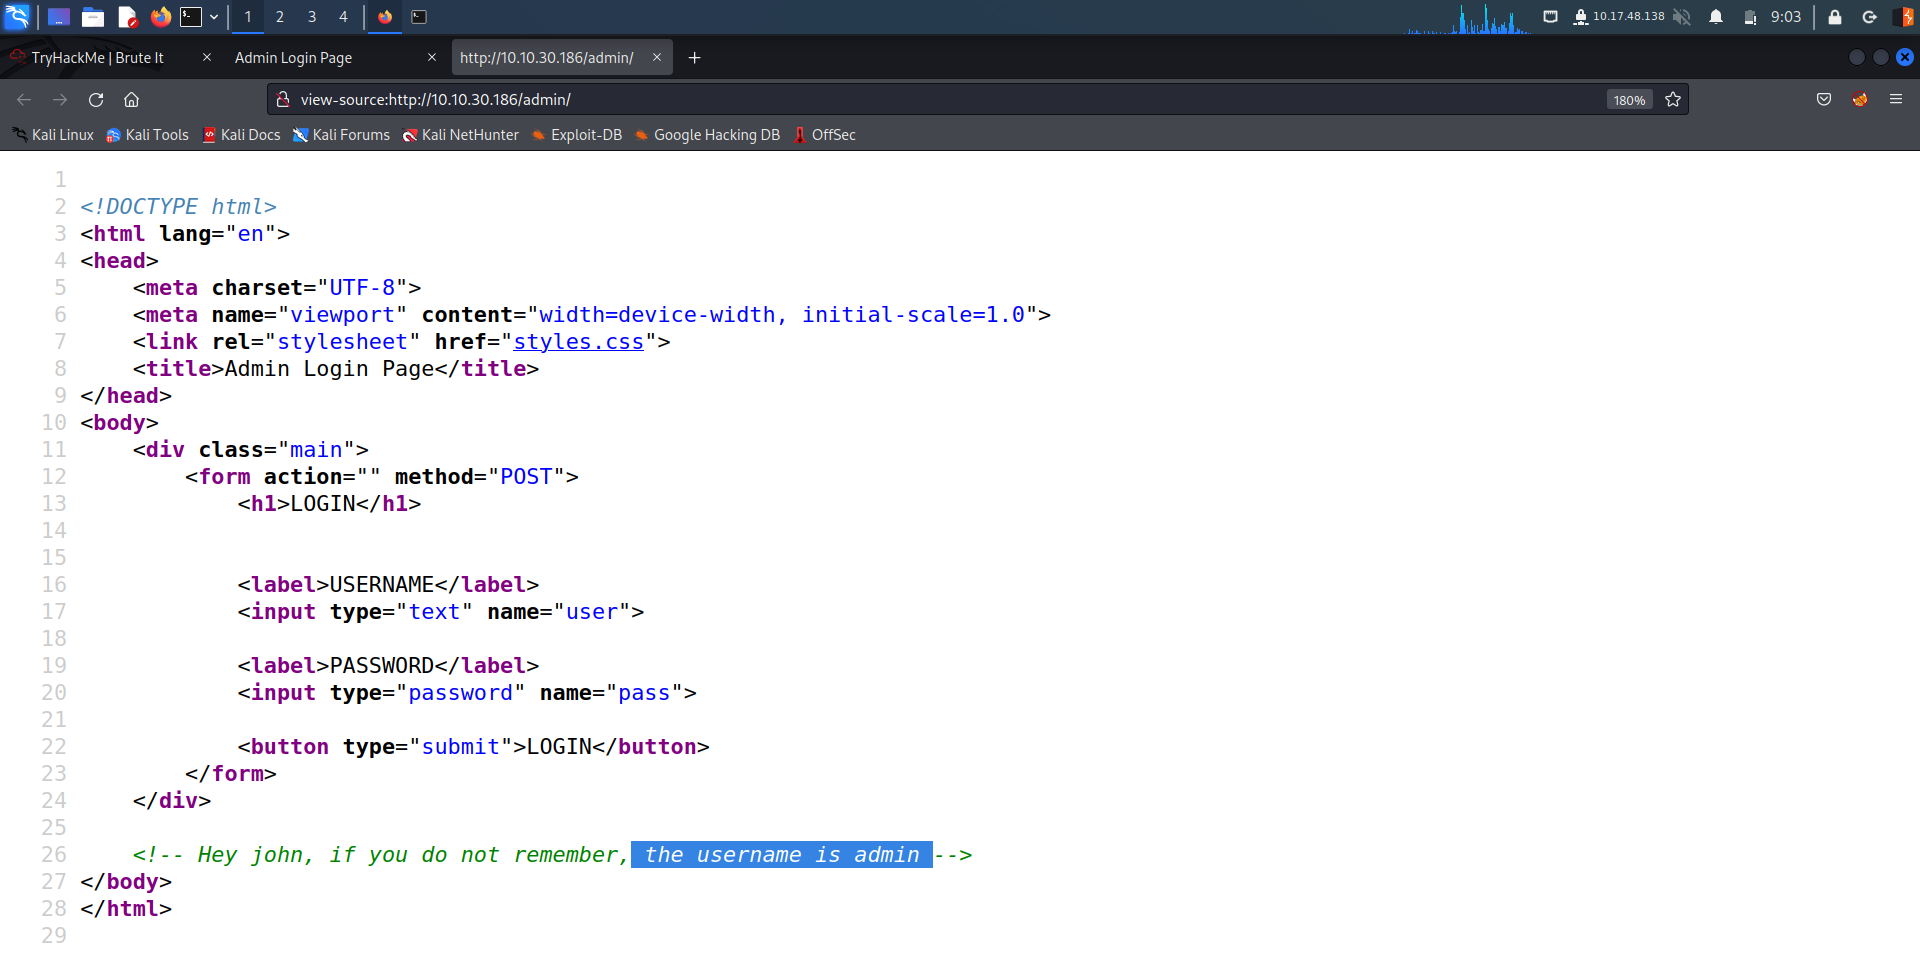 1 2 3 4 10.17.48.138 9:03
TryHackMe | Brute It Admin Login Page http://10.10.30.186/admin/
view-source:http://10.10.30.186/admin/ 180%
Kali Linux Kali Tools Kali Docs Kali Forums Kali NetHunter Exploit-DB Google Hacking DB OffSec
1
2 <!DOCTYPE html>
3 <html lang="en">
4 <head>
5 <meta charset="UTF-8">
6 <meta name="viewport" content="width=device-width, initial-scale=1.0">
7 <link rel="stylesheet" href="styles.css">
8 <title>Admin Login Page</title>
9 </head>
10 <body>
11 <div class="main">
12 <form action="" method="POST">
13 <h1>LOGIN</h1>
14
15
16 <label>USERNAME</label>
17 <input type="text" name="user">
18
19 <label>PASSWORD</label>
20 <input type="password" name="pass">
21
22 <button type="submit">LOGIN</button>
23 </form>
24 </div>
25
26 <!-- Hey john, if you do not remember, the username is admin -->
27 </body>
28 </html>
29